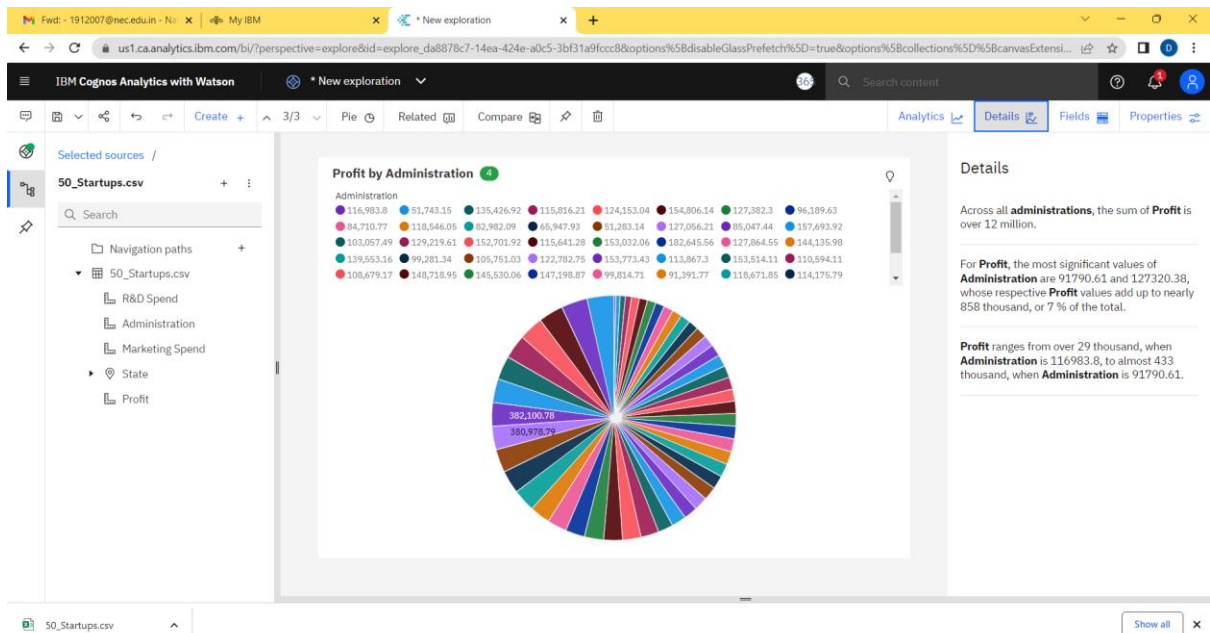 Fwd: - 1912007@nec.edu.in - Na
My IBM
* New exploration
us1.ca.analytics.ibm.com/bi/?perspective=explore&id=explore_da8878c7-14ea-424e-a0c5-3bf31a9fccc8&options%5BdisableGlassPrefetch%5D=true&options%5Bcollections%5D%5BcanvasExtensi...
D
IBM Cognos Analytics with Watson
* New exploration
365
Search content
1
Create +
3/3
Pie
Related
Compare
Analytics
Details
Fields
Properties
Selected sources /
50_Startups.csv
Search
Navigation paths
50_Startups.csv
R&D Spend
Administration
Marketing Spend
State
Profit
Profit by Administration 4
Administration
116,983.8 51,743.15 135,426.92 115,816.21 124,153.04 154,806.14 127,382.3 96,189.63
84,710.77 118,546.05 82,982.09 65,947.93 51,283.14 127,056.21 85,047.44 157,693.92
103,057.49 129,219.61 152,701.92 115,641.28 153,032.06 182,645.56 127,864.55 144,135.98
139,553.16 99,281.34 105,751.03 122,782.75 153,773.43 113,867.3 153,514.11 110,594.11
108,679.17 148,718.95 145,530.06 147,198.87 99,814.71 91,391.77 118,671.85 114,175.79
382,100.78
380,978.79
Details
Across all administrations, the sum of Profit is
over 12 million.
For Profit, the most significant values of
Administration are 91790.61 and 127320.38,
whose respective Profit values add up to nearly
858 thousand, or 7 % of the total.
Profit ranges from over 29 thousand, when
Administration is 116983.8, to almost 433
thousand, when Administration is 91790.61.
50_Startups.csv
Show all